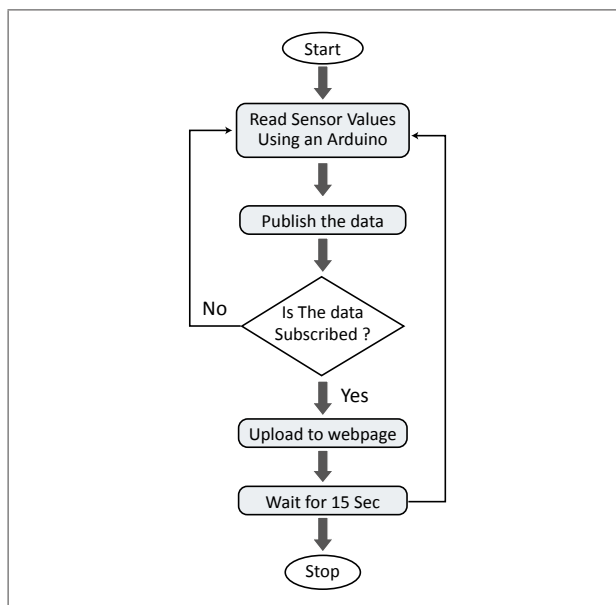 Start
Read Sensor Values
Using an Arduino
Publish the data
No
Is The data
Subscribed ?
Yes
Upload to webpage
Wait for 15 Sec
Stop